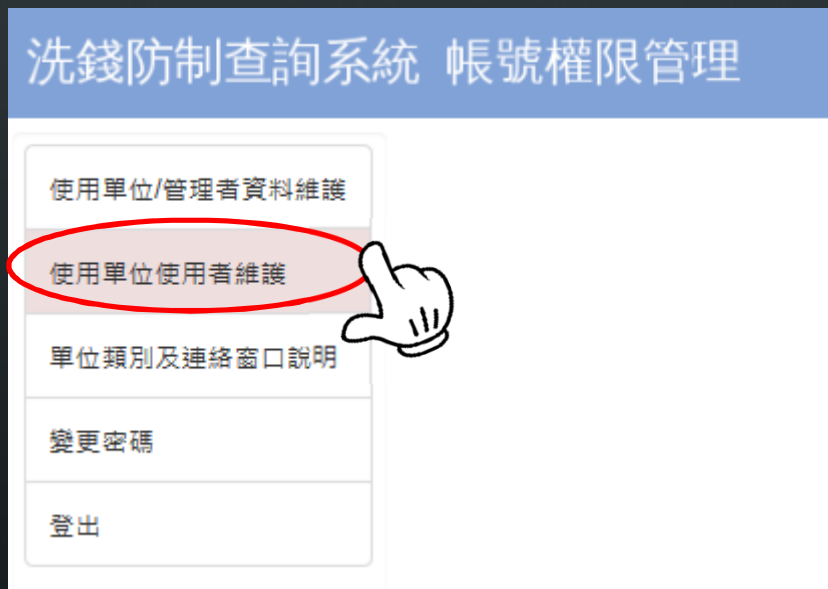 洗錢防制查詢系統 帳號權限管理
使用單位/管理者資料維護
使用單位使用者維護
單位類別及連絡窗口說明
變更密碼
登出